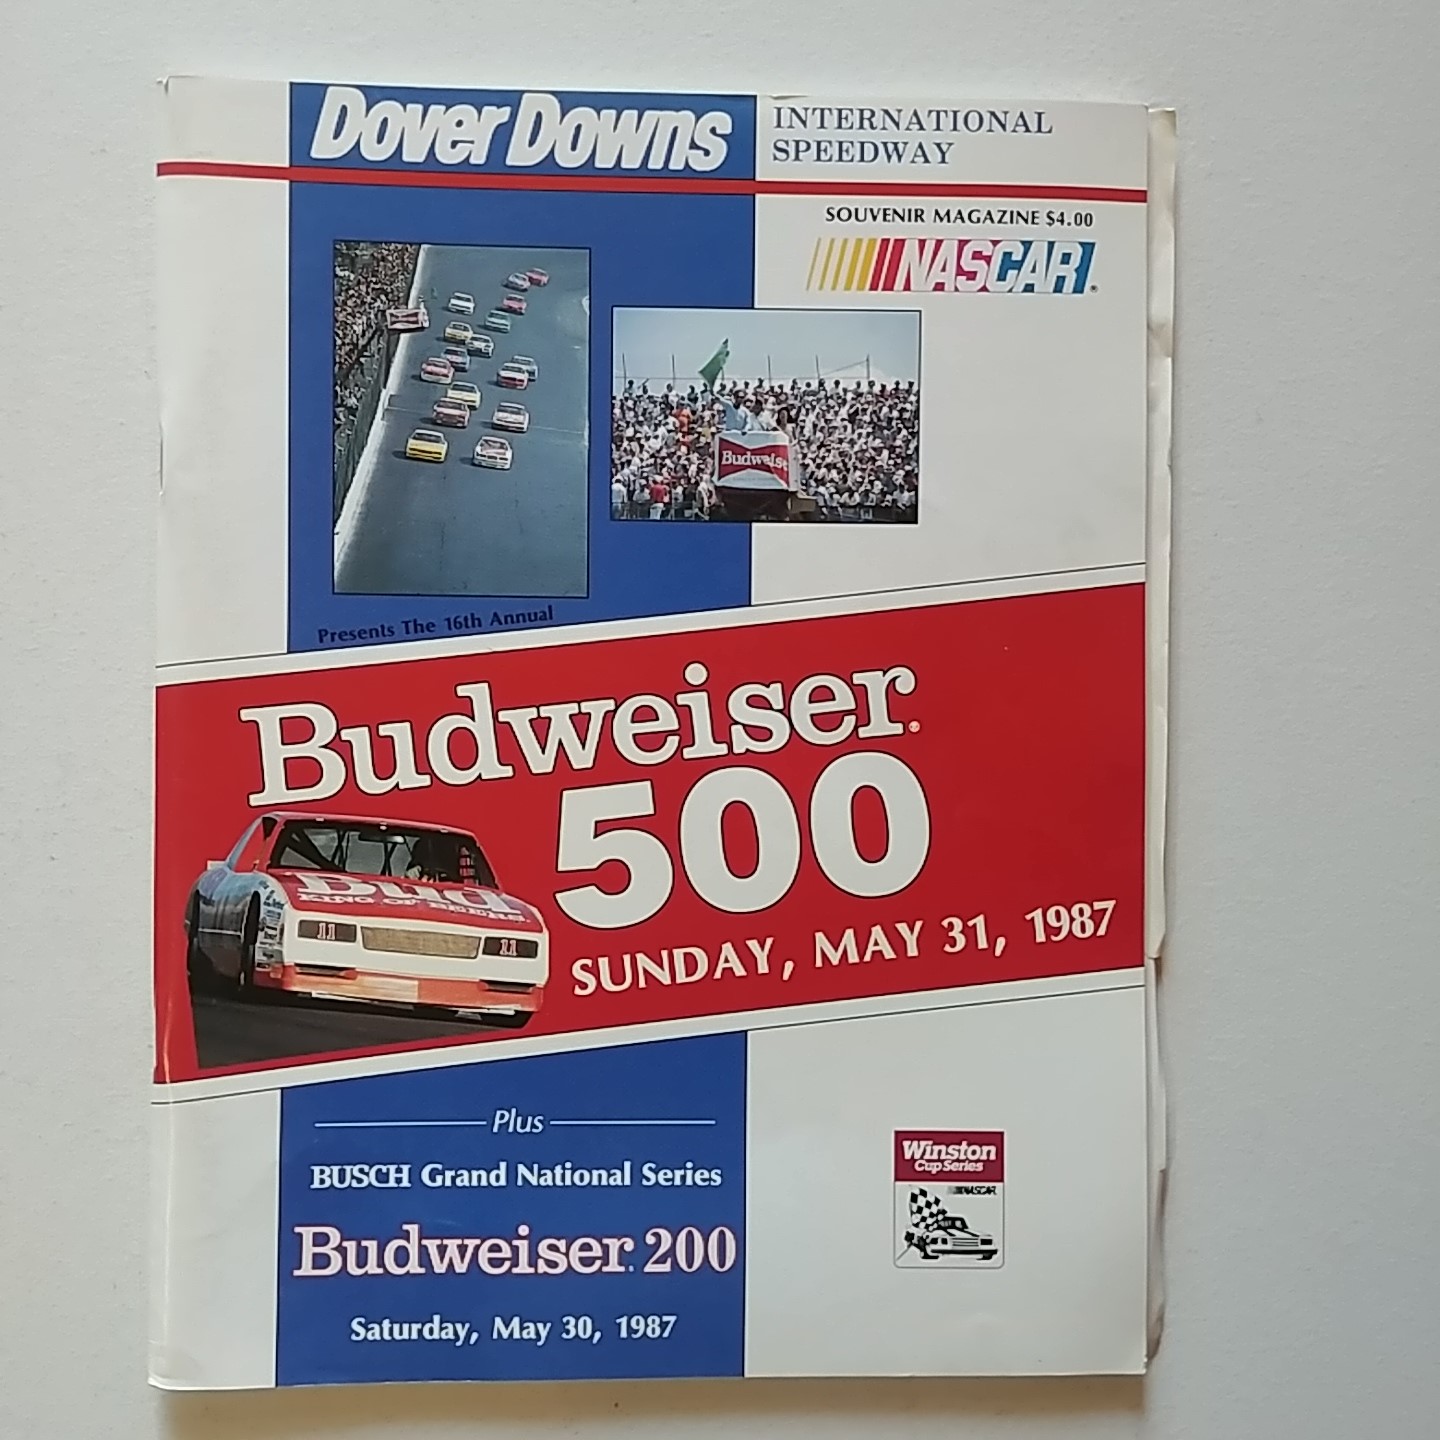 Dover Downs
INTERNATIONAL
SPEEDWAY
SOUVENIR MAGAZINE $4.00
NASCAR®
Budweise
Presents The 16th Annual
Budweiser®
500
Bud
KING OF BEERS
11
11
SUNDAY, MAY 31, 1987
Plus
BUSCH Grand National Series
Budweiser. 200
Saturday, May 30, 1987
Winston
Cup Series
NASCAR